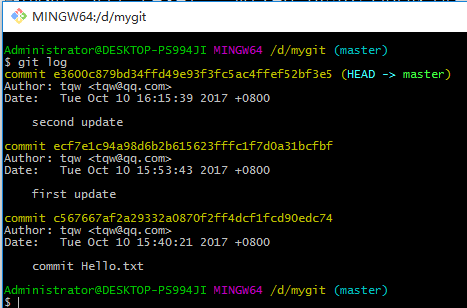 MINGW64:/d/mygit
Administrator@DESKTOP-PS994JI MINGW64 /d/mygit (master)
$ git log
commit e3600c879bd34ffd49e93f3fc5ac4ffef52bf3e5 (HEAD -> master)
Author: tqw <tqw@qq.com>
Date:   Tue Oct 10 16:15:39 2017 +0800
second update
commit ecf7e1c94a98d6b2b615623fffc1f7d0a31bcfbf
Author: tqw <tqw@qq.com>
Date:   Tue Oct 10 15:53:43 2017 +0800
first update
commit c567667af2a29332a0870f2ff4dcf1fcd90edc74
Author: tqw <tqw@qq.com>
Date:   Tue Oct 10 15:40:21 2017 +0800
commit Hello.txt
Administrator@DESKTOP-PS994JI MINGW64 /d/mygit (master)
$